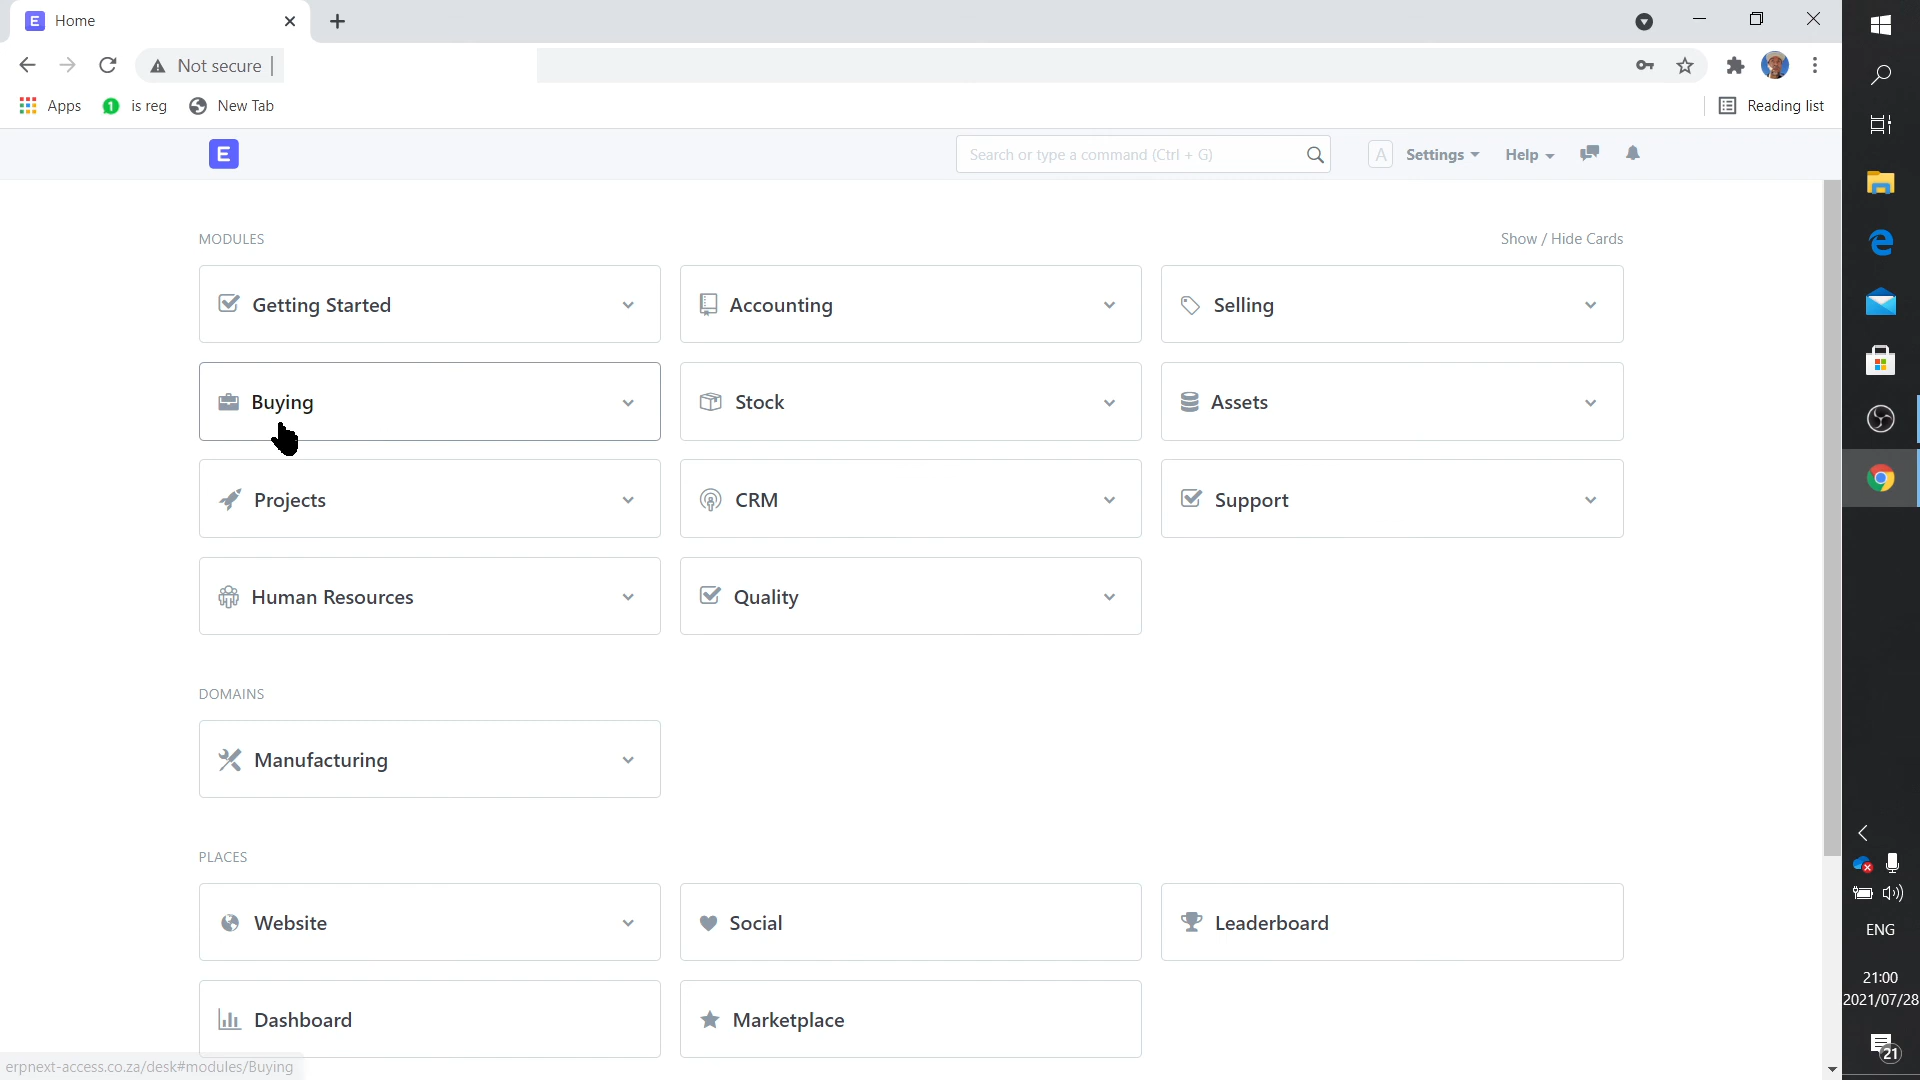 E Home
Not secure
Apps 1 is reg New Tab Reading list
E Search or type a command (Ctrl + G) A Settings Help
MODULES Show / Hide Cards
Getting Started Accounting Selling
Buying Stock Assets
Projects CRM Support
Human Resources Quality
DOMAINS
Manufacturing
PLACES
Website Social Leaderboard
Dashboard Marketplace
erpnext-access.co.za/desk#modules/Buying
ENG
21:00
2021/07/28
21